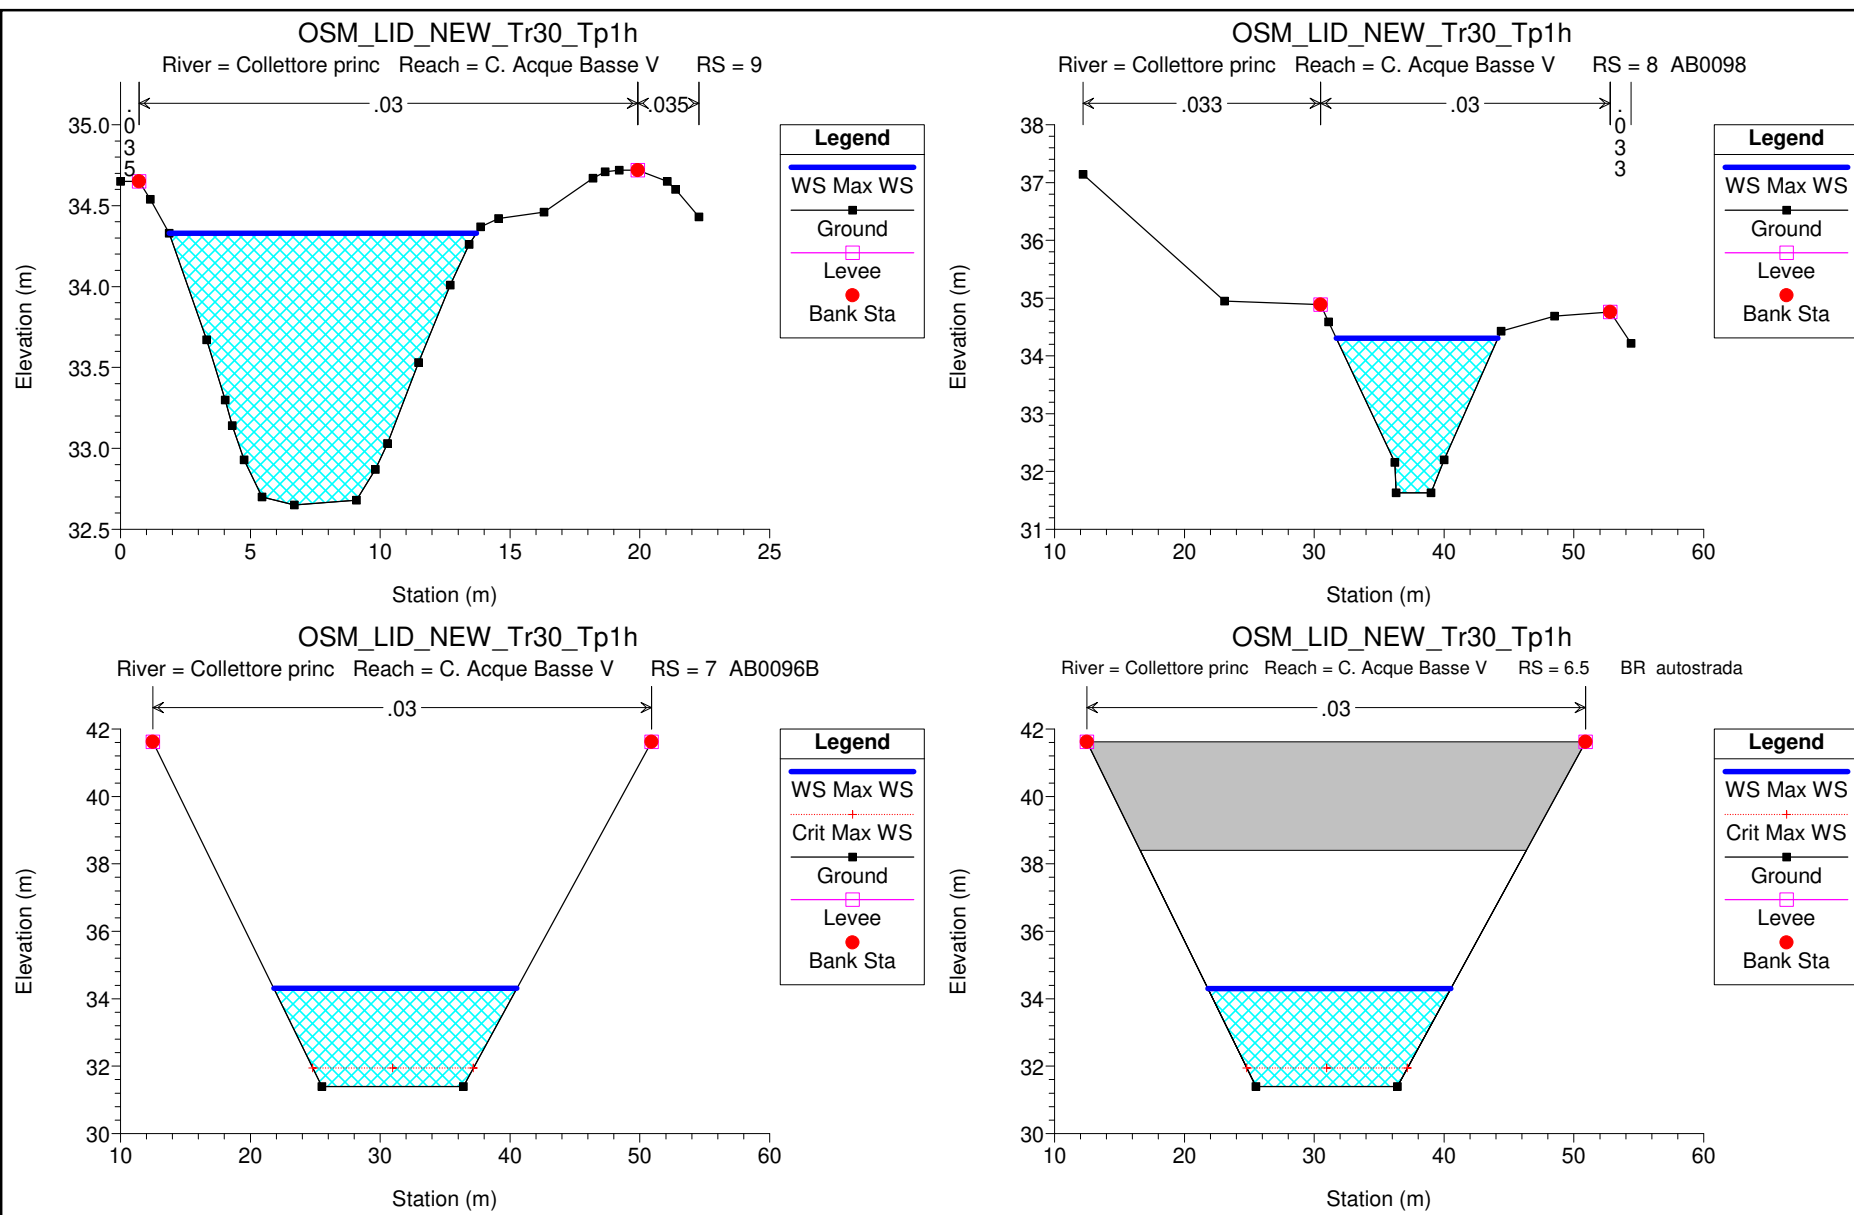 OSM_LID_NEW_Tr30_Tp1h
River = Collettore princ Reach = C. Acque Basse V RS = 9
.035
.03
.035
35.0
34.5
34.0
33.5
33.0
32.5
0 5 10 15 20 25
Elevation (m)
Station (m)
Legend
WS Max WS
Ground
Levee
Bank Sta
OSM_LID_NEW_Tr30_Tp1h
River = Collettore princ Reach = C. Acque Basse V RS = 8 AB0098
.033
.03
.033
38
37
36
35
34
33
32
31
10 20 30 40 50 60
Elevation (m)
Station (m)
Legend
WS Max WS
Ground
Levee
Bank Sta
OSM_LID_NEW_Tr30_Tp1h
River = Collettore princ Reach = C. Acque Basse V RS = 7 AB0096B
.03
42
40
38
36
34
32
30
10 20 30 40 50 60
Elevation (m)
Station (m)
Legend
WS Max WS
Crit Max WS
Ground
Levee
Bank Sta
OSM_LID_NEW_Tr30_Tp1h
River = Collettore princ Reach = C. Acque Basse V RS = 6.5 BR autostrada
.03
42
40
38
36
34
32
30
10 20 30 40 50 60
Elevation (m)
Station (m)
Legend
WS Max WS
Crit Max WS
Ground
Levee
Bank Sta